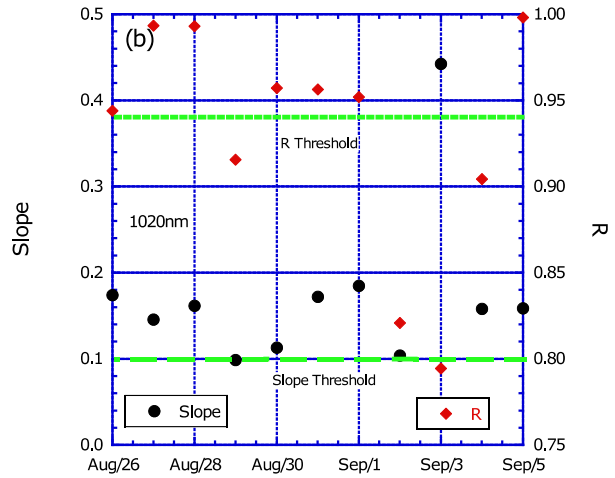 (b)
0.5
0.4
0.3
0.2
0.1
0.0
Slope
1.00
0.95
0.90
0.85
0.80
0.75
R
R Threshold
1020nm
Slope Threshold
Slope
R
Aug/26 Aug/28 Aug/30 Sep/1 Sep/3 Sep/5